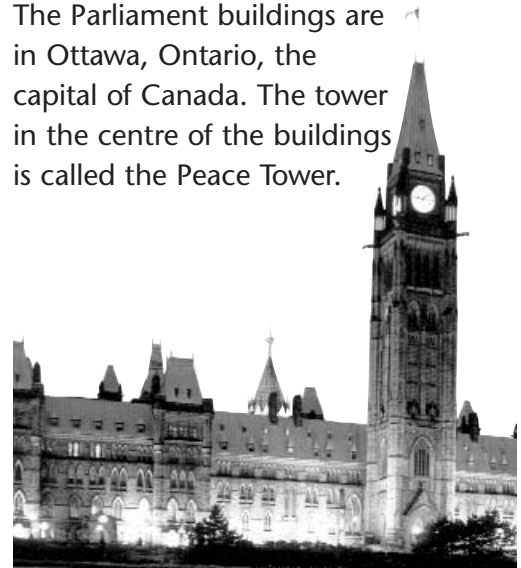 The Parliament buildings are
in Ottawa, Ontario, the
capital of Canada. The tower
in the centre of the buildings
is called the Peace Tower.